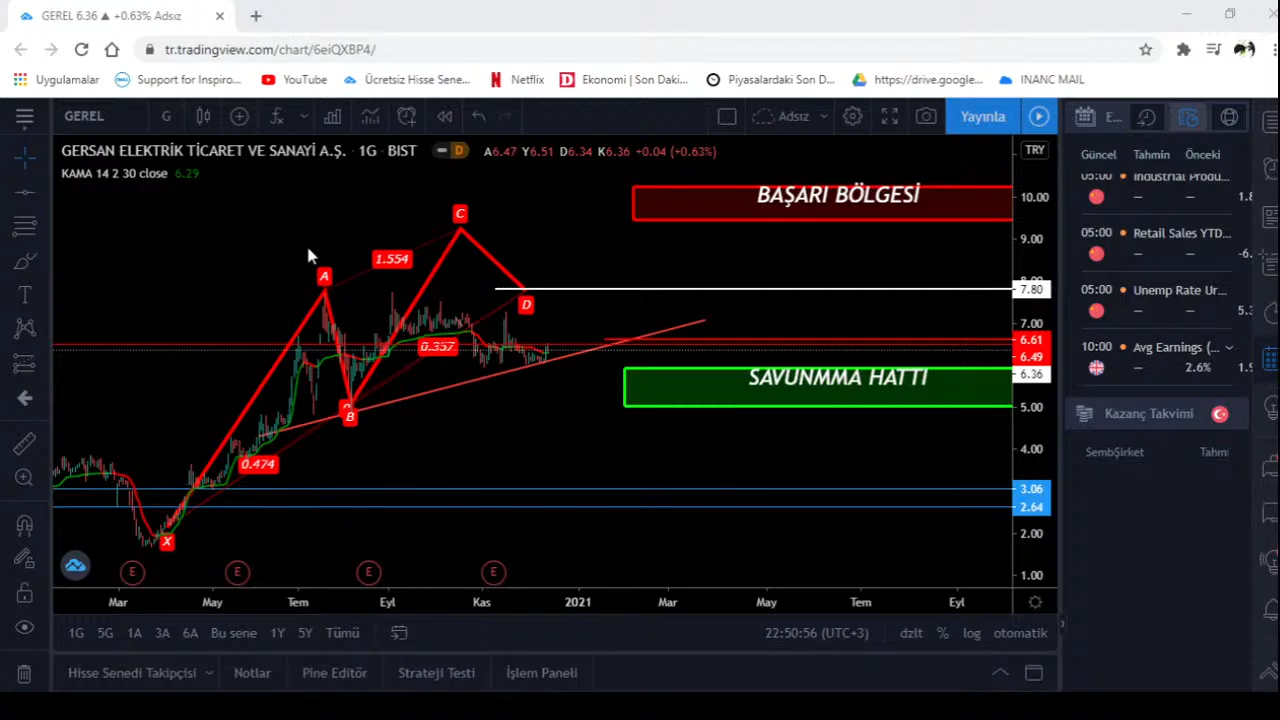 GEREL 6.36 ▲ +0.63% Adsız
tr.tradingview.com/chart/6eiQXBP4/
Uygulamalar
Support for Inspiro...
YouTube
Ücretsiz Hisse Sene...
Netflix
Ekonomi | Son Daki...
Piyasalardaki Son D...
https://drive.google...
INANC MAIL
GEREL G Adsız Yayınla E...
GERSAN ELEKTRİK TİCARET VE SANAYİ A.Ş. · 1G · BIST D A6.47 Y6.51 D6.34 K6.36 +0.04 (+0.63%) TRY
KAMA 14 2 30 close 6.29
Güncel Tahmin Önceki
05:00 Industrial Produ...
— — 1.8
05:00 Retail Sales YTD...
— — -6.
05:00 Unemp Rate Ur...
— — 5.3
10:00 Avg Earnings (...
— 2.6% 1.9
Kazanç Takvimi
SembŞirket Tahmi
BAŞARI BÖLGESİ
SAVUNMMA HATTI
C
A
1.554
D
0.357
B
0.474
X
10.00
9.00
7.80
7.00
6.61
6.49
6.36
5.00
4.00
3.06
2.64
2.00
1.00
E E E E
Mar May Tem Eyl Kas 2021 Mar May Tem Eyl
1G 5G 1A 3A 6A Bu sene 1Y 5Y Tümü 22:50:56 (UTC+3) dzlt % log otomatik
Hisse Senedi Takipçisi Notlar Pine Editör Strateji Testi İşlem Paneli